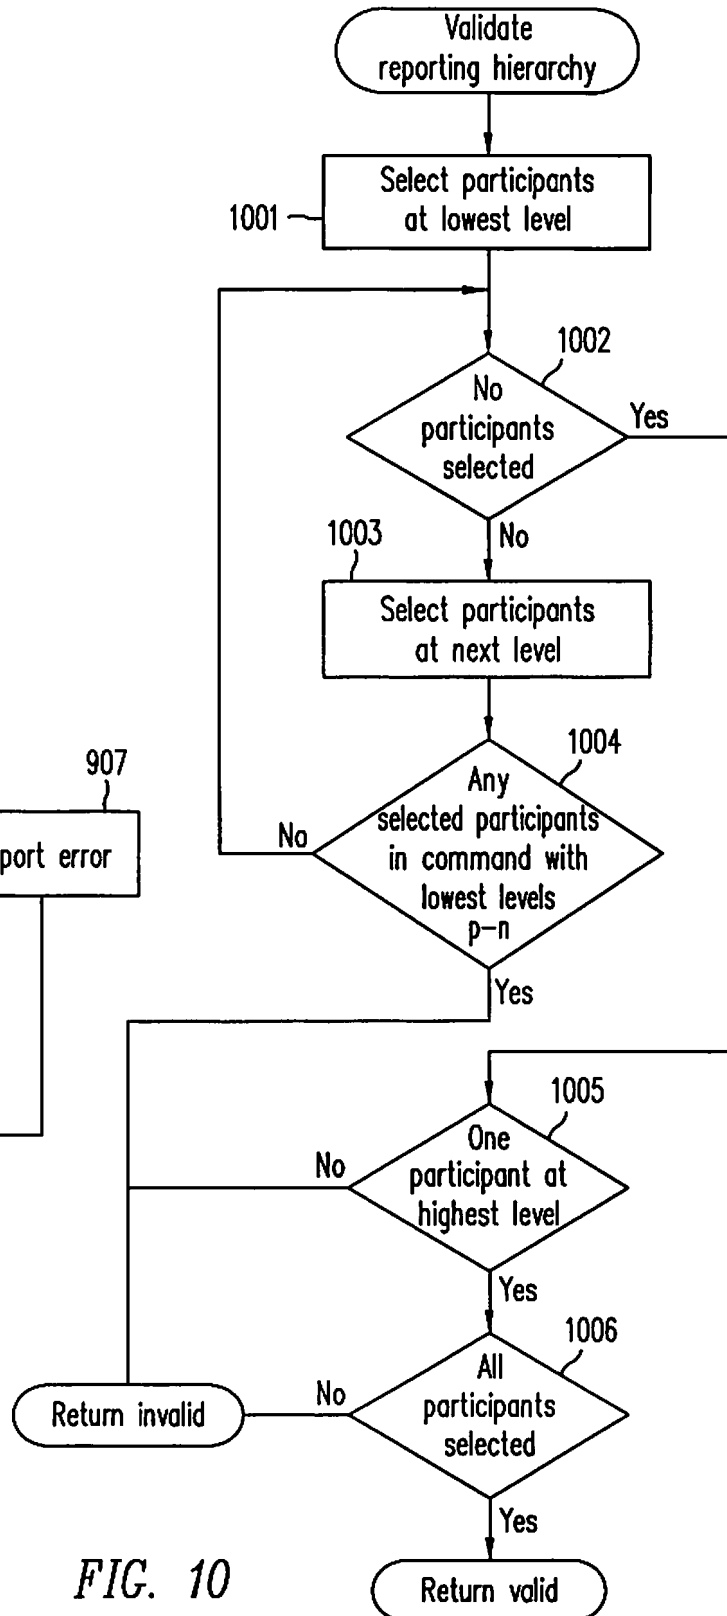 Validate
reporting hierarchy
Select participants
at lowest level
1001
1002
No
participants
selected
Yes
No
1003
Select participants
at next level
907
port error
1004
Any
selected participants
in command with
lowest levels
p-n
No
Yes
1005
One
participant at
highest level
No
Yes
1006
All
participants
selected
No
Return invalid
Yes
Return valid
FIG. 10